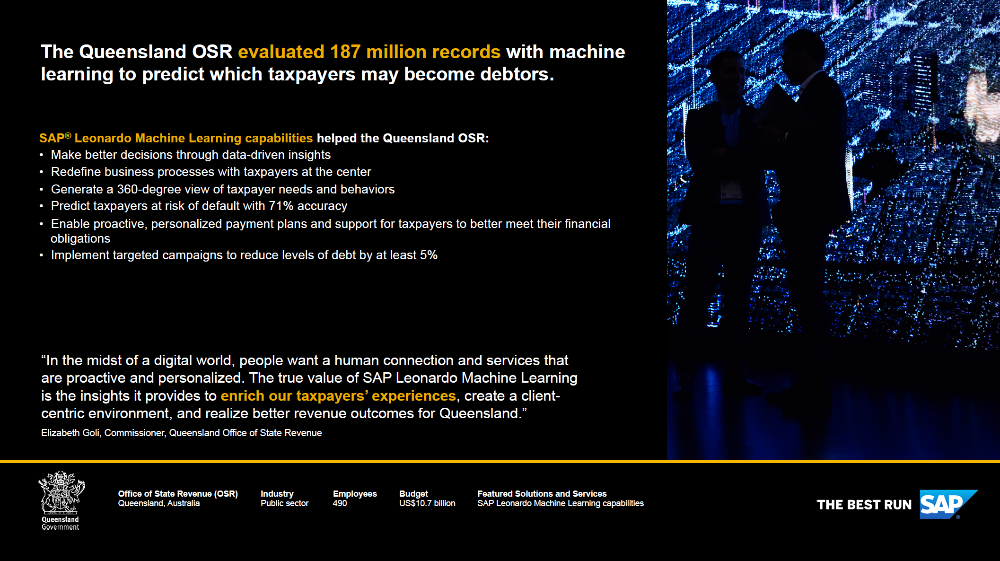 The Queensland OSR evaluated 187 million records with machine
learning to predict which taxpayers may become debtors.
SAP® Leonardo Machine Learning capabilities helped the Queensland OSR:
• Make better decisions through data-driven insights
• Redefine business processes with taxpayers at the center
• Generate a 360-degree view of taxpayer needs and behaviors
• Predict taxpayers at risk of default with 71% accuracy
• Enable proactive, personalized payment plans and support for taxpayers to better meet their financial
obligations
• Implement targeted campaigns to reduce levels of debt by at least 5%
“In the midst of a digital world, people want a human connection and services that
are proactive and personalized. The true value of SAP Leonardo Machine Learning
is the insights it provides to enrich our taxpayers’ experiences, create a client-
centric environment, and realize better revenue outcomes for Queensland.”
Elizabeth Goli, Commissioner, Queensland Office of State Revenue
AUDAX AT FIDELIS
Queensland
Government
Office of State Revenue (OSR)
Queensland, Australia
Industry
Public sector
Employees
490
Budget
US$10.7 billion
Featured Solutions and Services
SAP Leonardo Machine Learning capabilities
THE BEST RUN SAP®